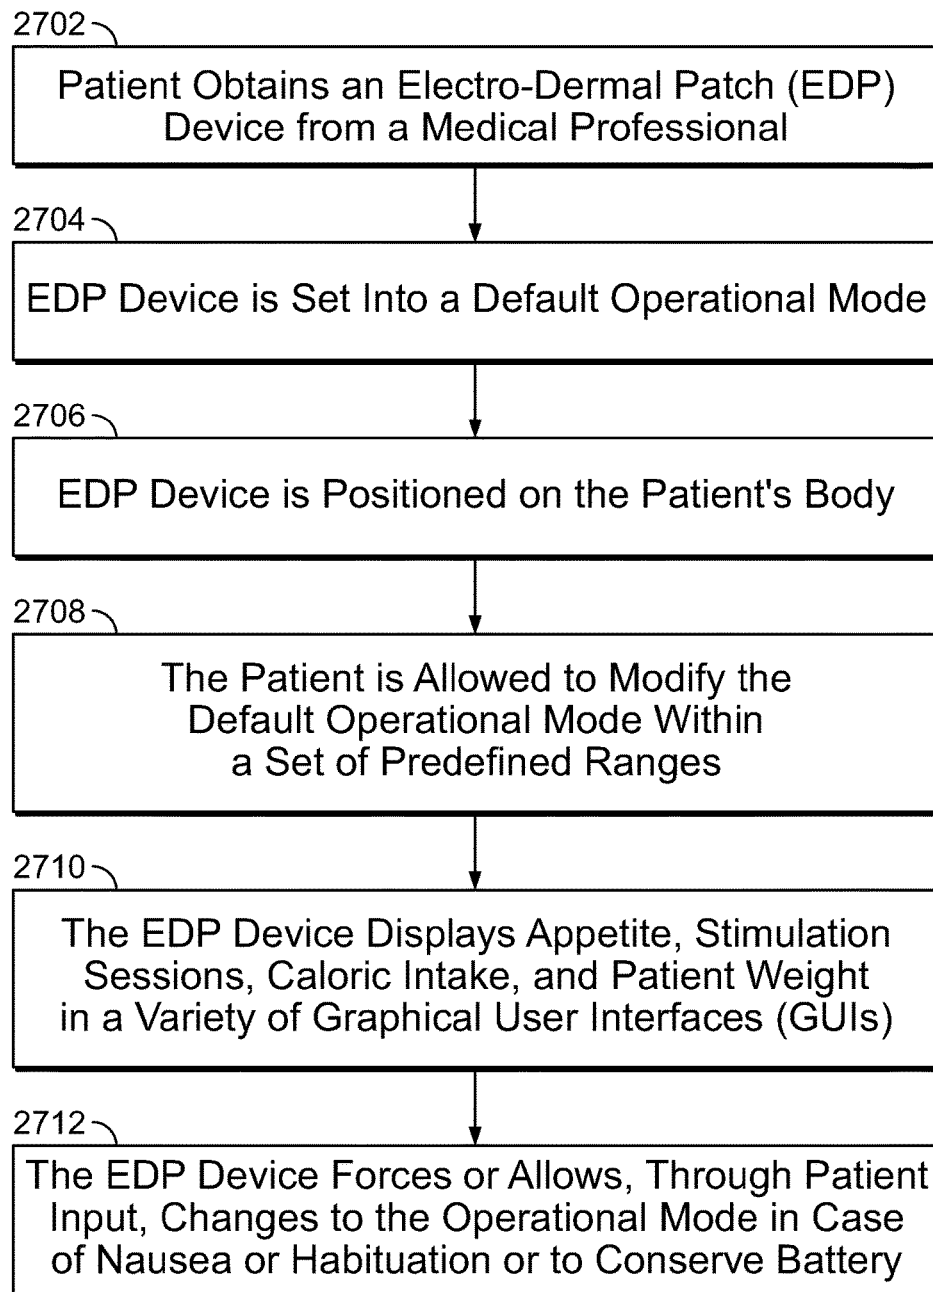 2702
Patient Obtains an Electro-Dermal Patch (EDP)
Device from a Medical Professional
2704
EDP Device is Set Into a Default Operational Mode
2706
EDP Device is Positioned on the Patient's Body
2708
The Patient is Allowed to Modify the
Default Operational Mode Within
a Set of Predefined Ranges
2710
The EDP Device Displays Appetite, Stimulation
Sessions, Caloric Intake, and Patient Weight
in a Variety of Graphical User Interfaces (GUIs)
2712
The EDP Device Forces or Allows, Through Patient
Input, Changes to the Operational Mode in Case
of Nausea or Habituation or to Conserve Battery